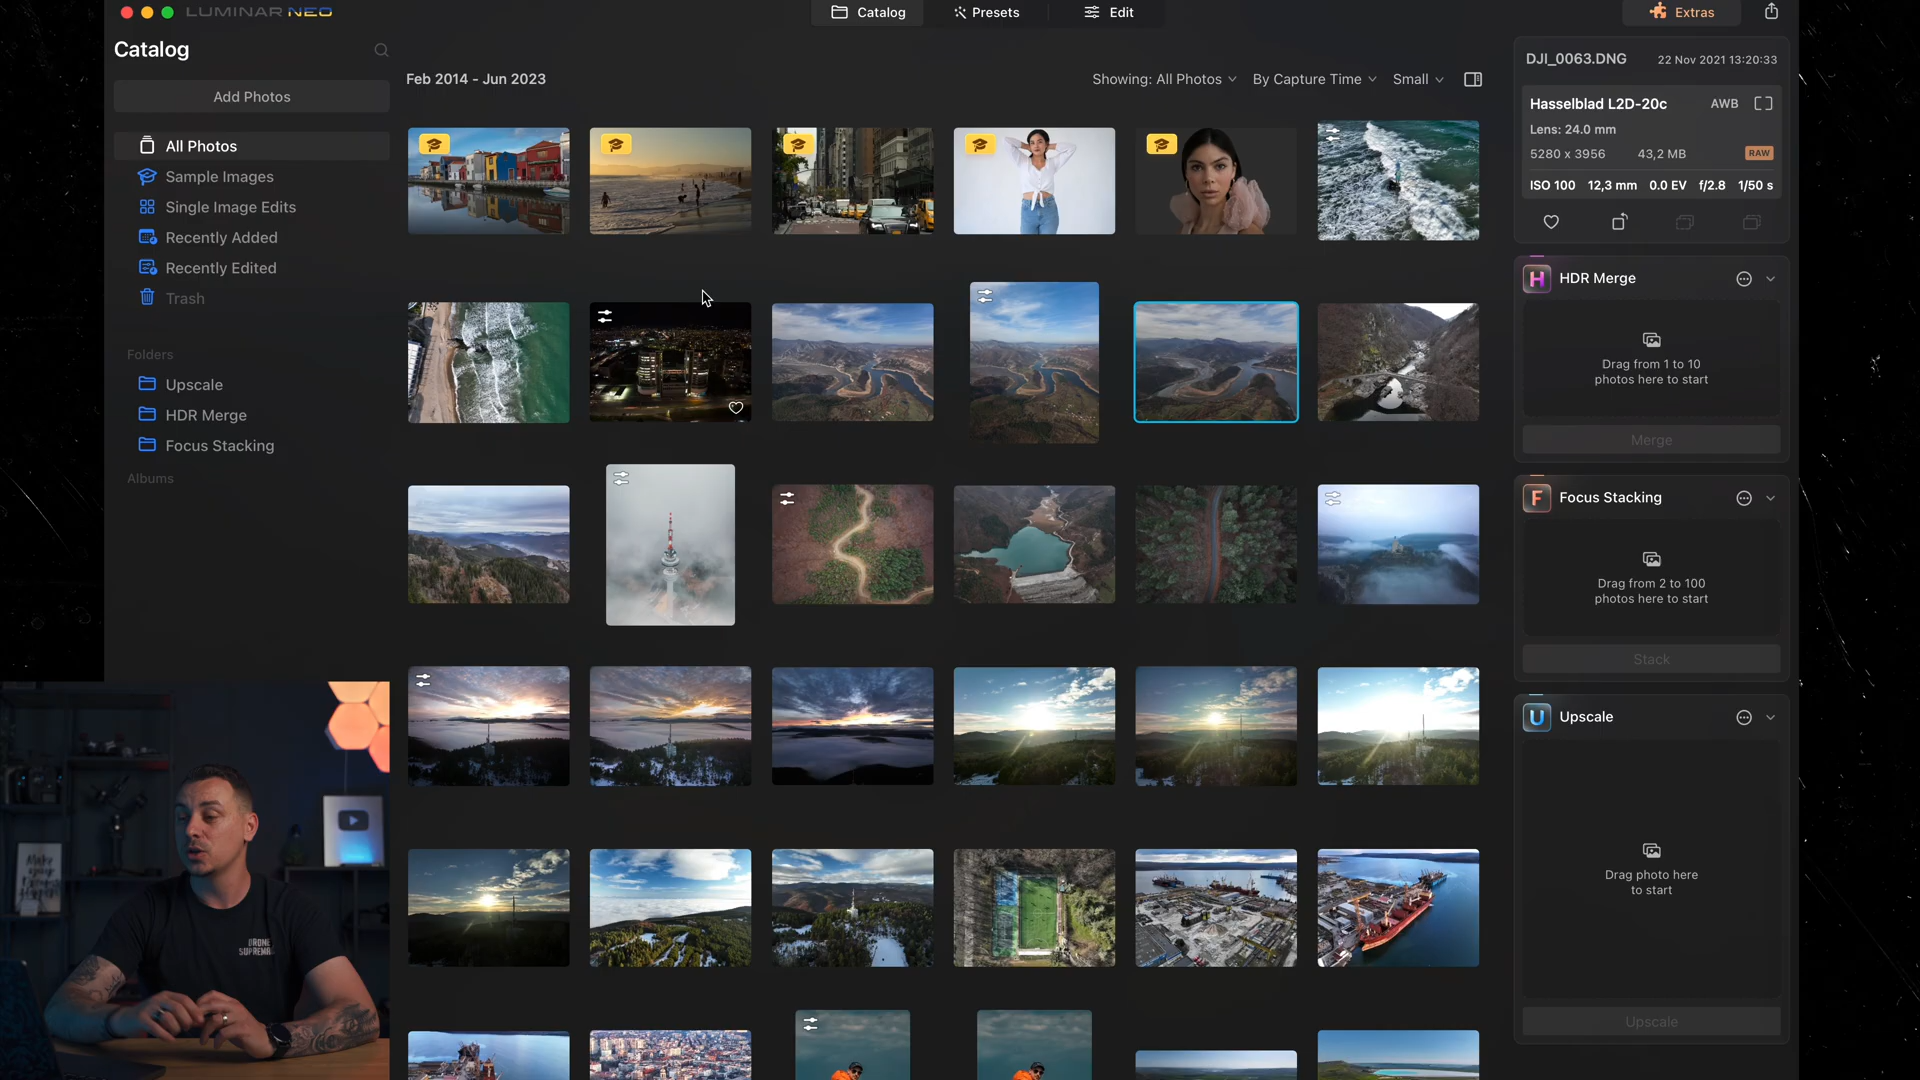 LUMINAR NEO
Catalog
Presets
Edit
Extras
Catalog
Add Photos
All Photos
Sample Images
Single Image Edits
Recently Added
Recently Edited
Trash
Folders
Upscale
HDR Merge
Focus Stacking
Albums
Feb 2014 - Jun 2023
Showing: All Photos
By Capture Time
Small
DJI_0063.DNG
22 Nov 2021 13:20:33
Hasselblad L2D-20c
AWB
Lens: 24.0 mm
5280 x 3956
43,2 MB
RAW
ISO 100
12,3 mm
0.0 EV
f/2.8
1/50 s
H
HDR Merge
Drag from 1 to 10
photos here to start
Merge
F
Focus Stacking
Drag from 2 to 100
photos here to start
Stack
U
Upscale
Drag photo here
to start
Upscale
DRONE
SUPREMACY